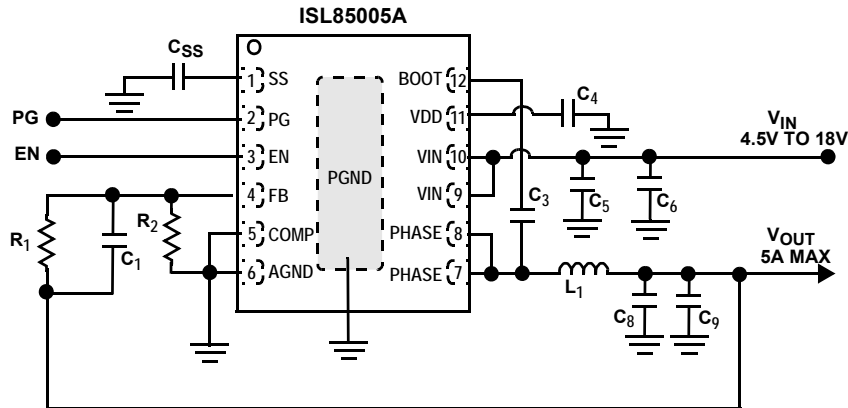 ISL85005A
CSS
1 SS
BOOT 12
C4
PG
2 PG
VDD 11
VIN
4.5V TO 18V
EN
3 EN
VIN 10
PGND
4 FB
VIN 9
C3
C5
C6
R1
C1
R2
5 COMP
PHASE 8
VOUT
5A MAX
6 AGND
PHASE 7
L1
C8
C9